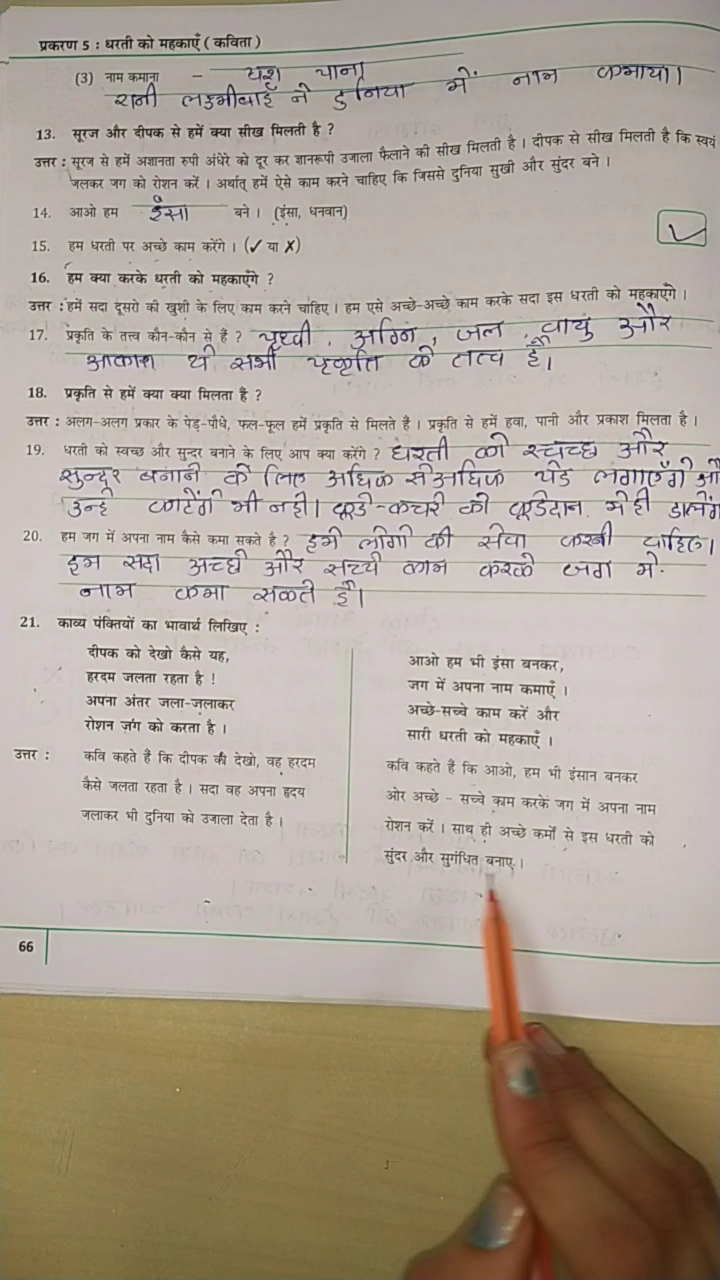 प्रकरण 5 : धरती को महकाएँ ( कविता )
(3) नाम कमाना - यश पाना
रानी लक्ष्मीबाई ने दुनिया में नाम कमाया।
13. सूरज और दीपक से हमें क्या सीख मिलती है ?
उत्तर : सूरज से हमें अज्ञानता रुपी अंधेरे को दूर कर ज्ञानरूपी उजाला फैलाने की सीख मिलती है । दीपक से सीख मिलती है कि स्वयं
जलकर जग को रोशन करें । अर्थात् हमें ऐसे काम करने चाहिए कि जिससे दुनिया सुखी और सुंदर बने ।
14. आओ हम इंसा बने । (इंसा, धनवान)
15. हम धरती पर अच्छे काम करेंगे । (✓ या ✗) ✓
16. हम क्या करके धरती को महकाएँगे ?
उत्तर : हमें सदा दूसरो की खुशी के लिए काम करने चाहिए । हम एसे अच्छे-अच्छे काम करके सदा इस धरती को महकाएँगे ।
17. प्रकृति के तत्त्व कौन-कौन से हैं ? पृथ्वी, अग्नि, जल, वायु और
आकाश ये सभी प्रकृति के तत्व हैं।
18. प्रकृति से हमें क्या क्या मिलता है ?
उत्तर : अलग-अलग प्रकार के पेड़-पौधे, फल-फूल हमें प्रकृति से मिलते हैं । प्रकृति से हमें हवा, पानी और प्रकाश मिलता है ।
19. धरती को स्वच्छ और सुन्दर बनाने के लिए आप क्या करेंगे ? धरती को स्वच्छ और
सुन्दर बनाने के लिए अधिक से अधिक पेड लगाएँगे औ
उन्हे काटेंगे भी नही। कूडे-कचरे को कूडेदान में ही डालेंग
20. हम जग में अपना नाम कैसे कमा सकते है ? हमे लोगो की सेवा करनी चाहिए।
हम सदा अच्छे और सच्चे काम करके जग मे
नाम कमा सकते है।
21. काव्य पंक्तियों का भावार्थ लिखिए :
दीपक को देखो कैसे यह,
हरदम जलता रहता है !
अपना अंतर जला-जलाकर
रोशन ज़ग को करता है ।
उत्तर : कवि कहते हैं कि दीपक की देखो, वह हरदम
कैसे जलता रहता है । सदा वह अपना हृदय
जलाकर भी दुनिया को उजाला देता है ।
आओ हम भी इंसा बनकर,
जग में अपना नाम कमाएँ ।
अच्छे-सच्चे काम करें और
सारी धरती को महकाएँ ।
कवि कहते है कि आओ, हम भी इंसान बनकर
ओर अच्छे - सच्चे काम करके जग में अपना नाम
रोशन करें । साथ ही अच्छे कर्मों से इस धरती को
सुंदर और सुगंधित बनाए ।
66